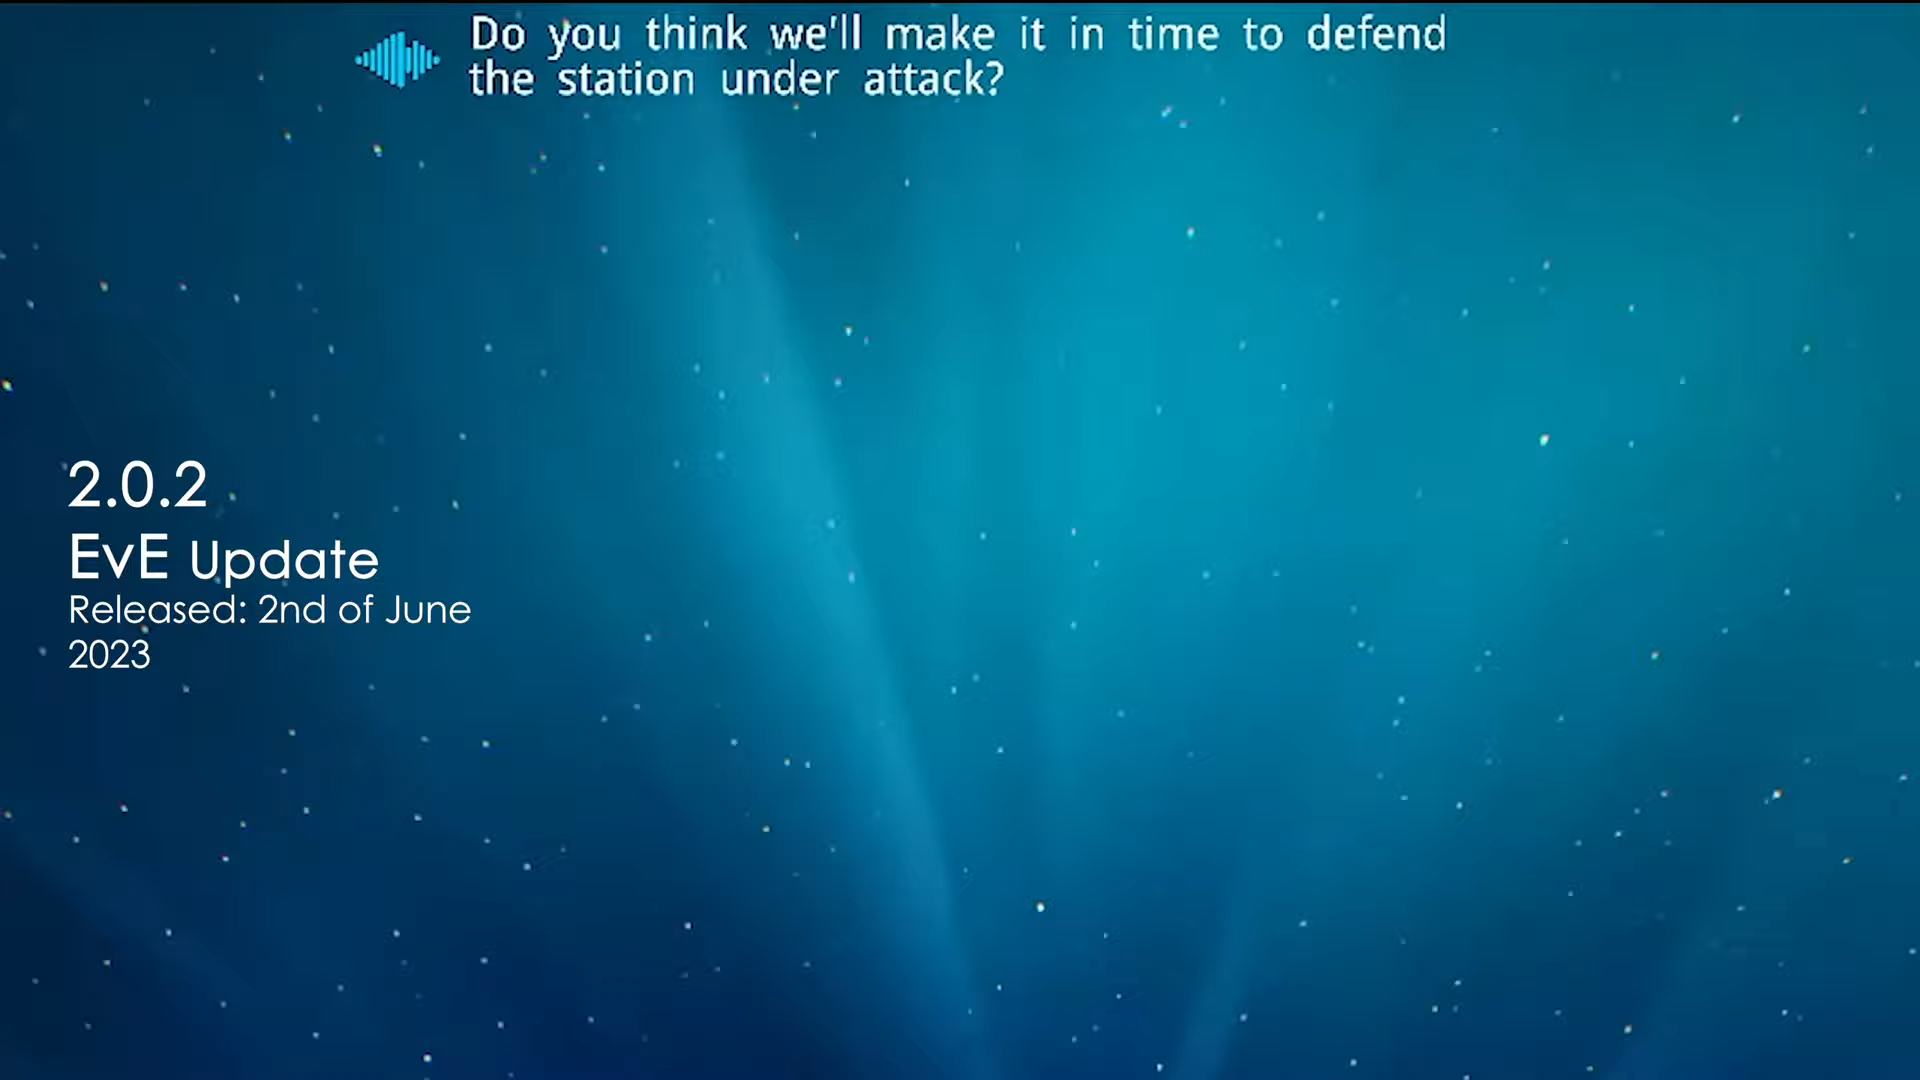 Do you think we'll make it in time to defend
the station under attack?
2.0.2
EvE Update
Released: 2nd of June
2023